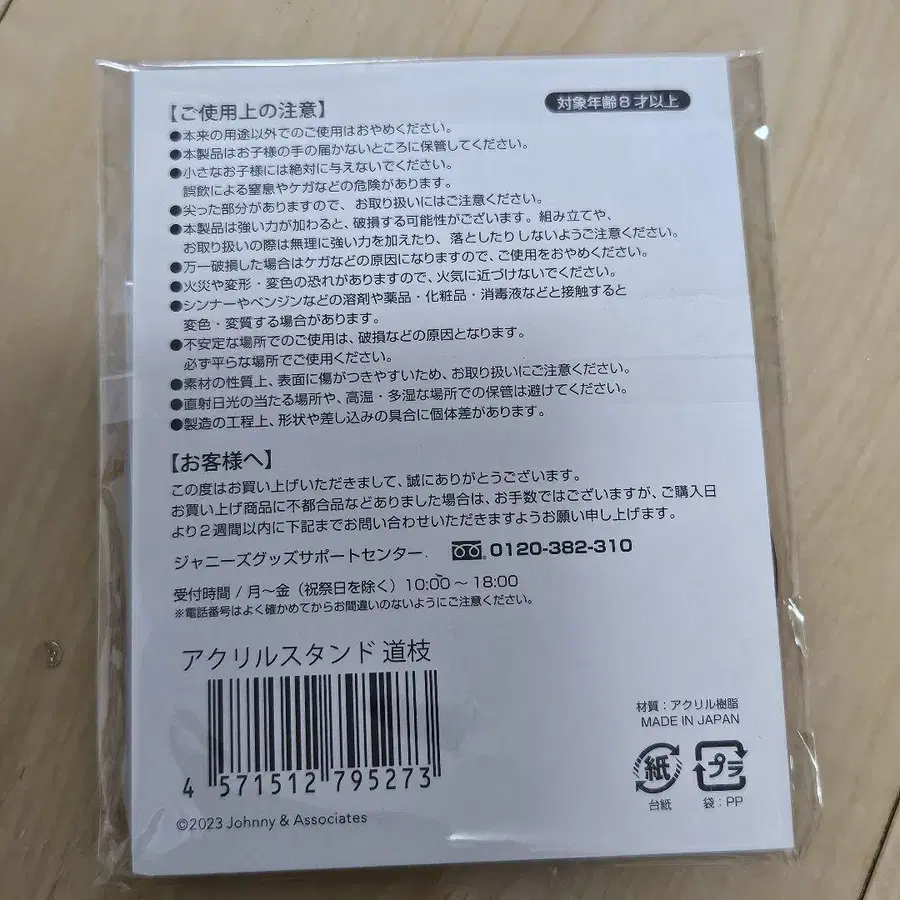 【ご使用上の注意】
対象年齢8才以上
●本来の用途以外でのご使用はおやめください。
●本製品はお子様の手の届かないところに保管してください。
●小さなお子様には絶対に与えないでください。
誤飲による窒息やケガなどの危険があります。
●尖った部分がありますので、お取り扱いにはご注意ください。
●本製品は強い力が加わると、破損する可能性がございます。組み立てや、
お取り扱いの際は無理に強い力を加えたり、落としたりしないようご注意ください。
●万一破損した場合はケガなどの原因になりますので、ご使用をおやめください。
●火災や変形・変色の恐れがありますので、火気に近づけないでください。
●シンナーやベンジンなどの溶剤や薬品・化粧品・消毒液などと接触すると
変色・変質する場合があります。
●不安定な場所でのご使用は、破損などの原因となります。
必ず平らな場所でご使用ください。
●素材の性質上、表面に傷がつきやすいため、お取り扱いにご注意ください。
●直射日光の当たる場所や、高温・多湿な場所での保管は避けてください。
●製造の工程上、形状や差し込みの具合に個体差があります。
【お客様へ】
この度はお買い上げいただきまして、誠にありがとうございます。
お買い上げ商品に不都合品などありました場合は、お手数ではございますが、ご購入日
より2週間以内に下記までお問い合わせいただきますようお願い申し上げます。
ジャニーズグッズサポートセンター. 0120-382-310
受付時間 / 月〜金（祝祭日を除く）10:00 〜 18:00
※電話番号はよく確かめてからお間違いのないようにご注意ください。
アクリルスタンド 道枝
4 571512 795273
©2023 Johnny & Associates
材質：アクリル樹脂
MADE IN JAPAN
紙 プラ
台紙 袋：PP